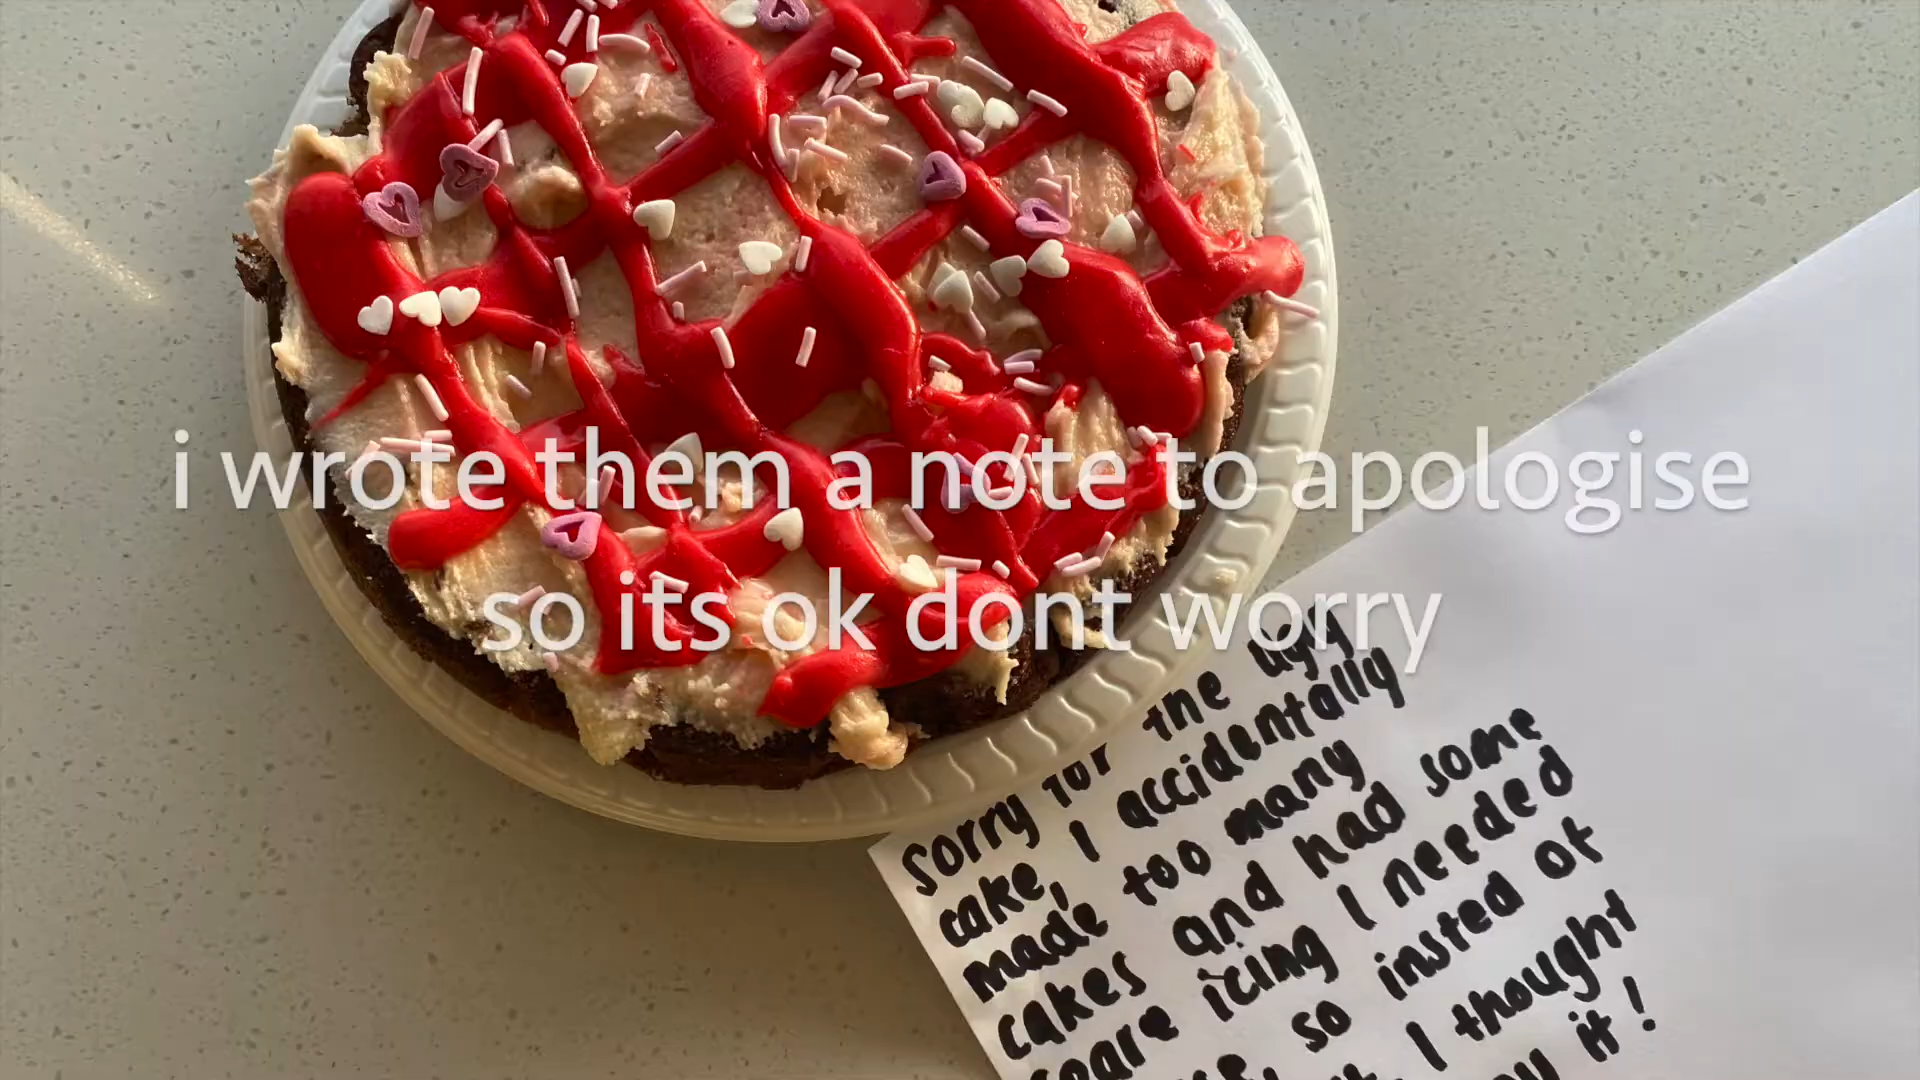 i wrote them a note to apologise
so its ok dont worry
sorry for the ugly
cake, I accidentally
made too many
cakes and had some
icing I needed
so insted of
I thought
it!